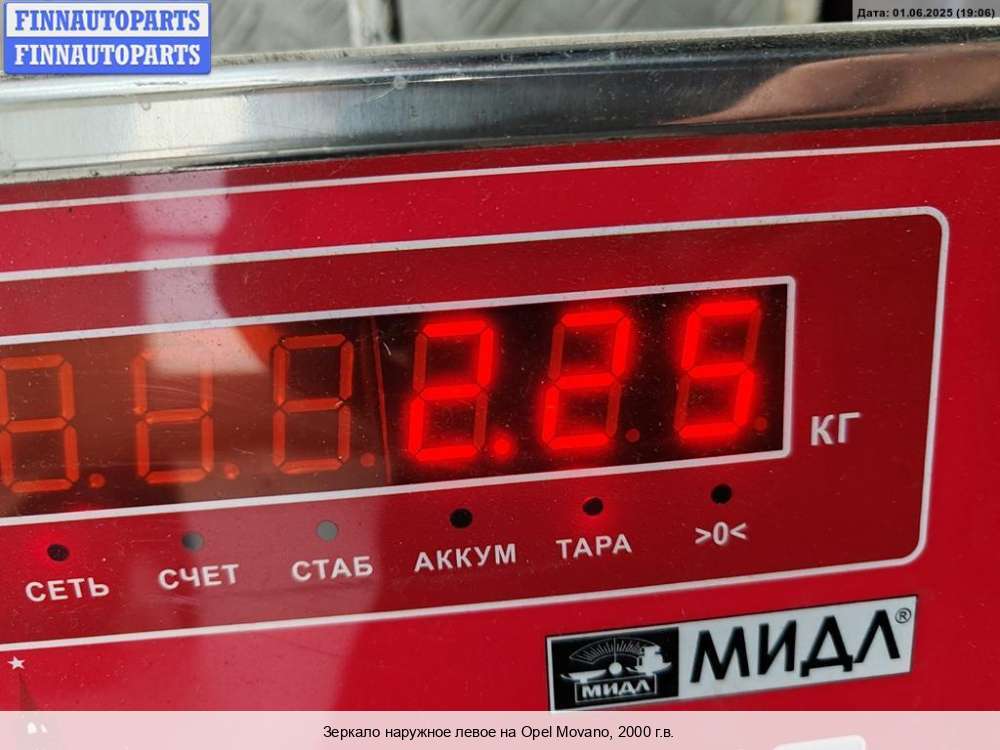 FINNAUTOPARTS
FINNAUTOPARTS
Дата: 01.06.2025 (19:06)
2.25
КГ
СЕТЬ СЧЕТ СТАБ АККУМ ТАРА >0<
МИДЛ
МИДЛ®
Зеркало наружное левое на Opel Movano, 2000 г.в.